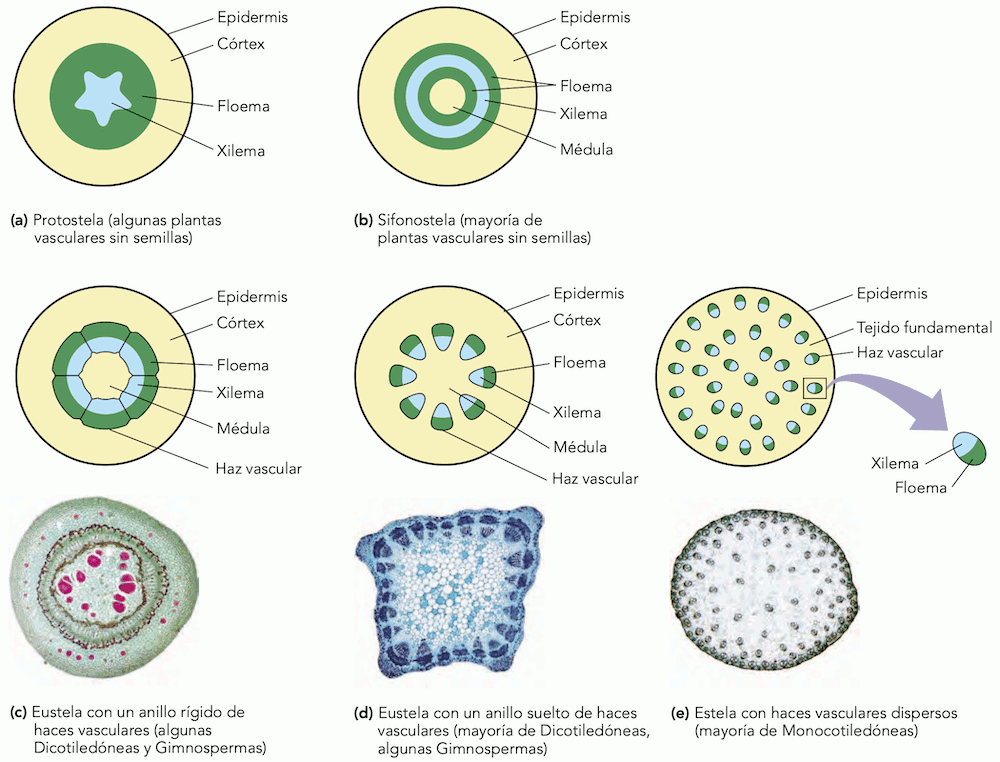 Epidermis
Córtex
Floema
Xilema
(a) Protostela (algunas plantas
vasculares sin semillas)
Epidermis
Córtex
Floema
Xilema
Médula
(b) Sifonostela (mayoría de
plantas vasculares sin semillas)
Epidermis
Córtex
Floema
Xilema
Médula
Haz vascular
Epidermis
Córtex
Floema
Xilema
Médula
Haz vascular
Epidermis
Tejido fundamental
Haz vascular
Xilema
Floema
(c) Eustela con un anillo rígido de
haces vasculares (algunas
Dicotiledóneas y Gimnospermas)
(d) Eustela con un anillo suelto de haces
vasculares (mayoría de Dicotiledóneas,
algunas Gimnospermas)
(e) Estela con haces vasculares dispersos
(mayoría de Monocotiledóneas)